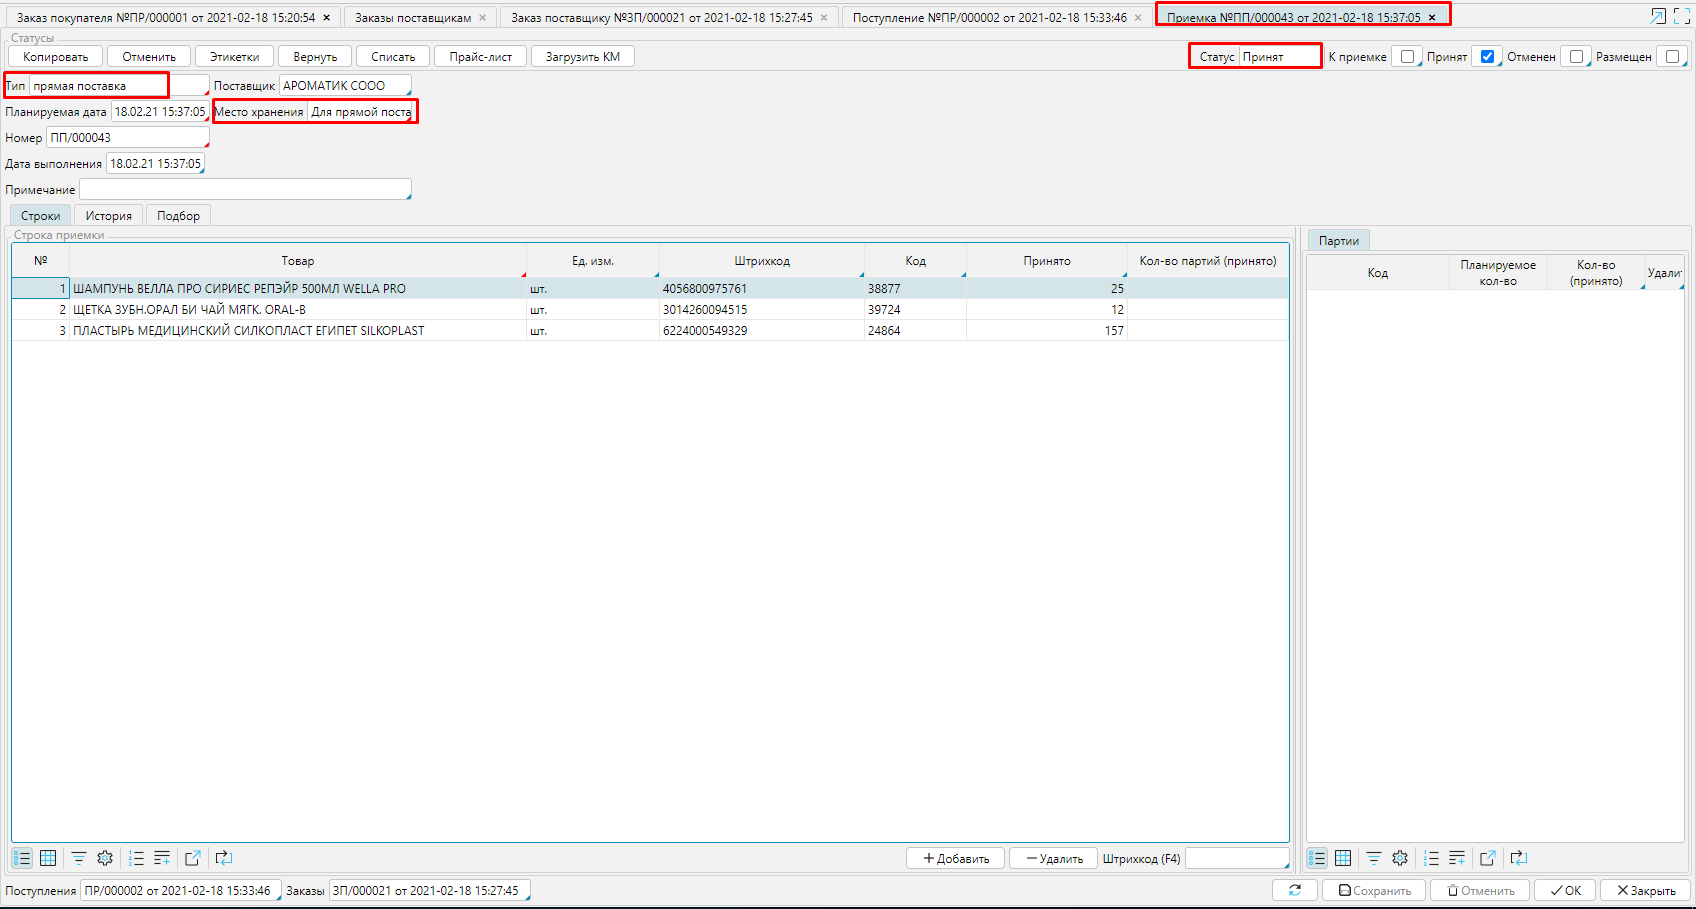 Заказ покупателя №ПР/000001 от 2021-02-18 15:20:54 × Заказы поставщикам × Заказ поставщику №ЗП/000021 от 2021-02-18 15:27:45 × Поступление №ПР/000002 от 2021-02-18 15:33:46 × Приемка №ПП/000043 от 2021-02-18 15:37:05 ×
Статусы
Копировать Отменить Этикетки Вернуть Списать Прайс-лист Загрузить КМ Статус Принят К приемке Принят Отменен Размещен
Тип прямая поставка Поставщик АРОМАТИК СООО
Планируемая дата 18.02.21 15:37:05 Место хранения Для прямой поста
Номер ПП/000043
Дата выполнения 18.02.21 15:37:05
Примечание
Строки История Подбор
Строка приемки
Партии
№ Товар Ед. изм. Штрихкод Код Принято Кол-во партий (принято)
Код Планируемое кол-во Кол-во (принято) Удали
1 ШАМПУНЬ ВЕЛЛА ПРО СИРИЕС РЕПЭЙР 500МЛ WELLA PRO шт. 4056800975761 38877 25
2 ЩЕТКА ЗУБН.ОРАЛ БИ ЧАЙ МЯГК. ORAL-B шт. 3014260094515 39724 12
3 ПЛАСТЫРЬ МЕДИЦИНСКИЙ СИЛКОПЛАСТ ЕГИПЕТ SILKOPLAST шт. 6224000549329 24864 157
Добавить Удалить Штрихкод (F4)
Поступления ПР/000002 от 2021-02-18 15:33:46 Заказы ЗП/000021 от 2021-02-18 15:27:45 Сохранить Отменить OK Закрыть